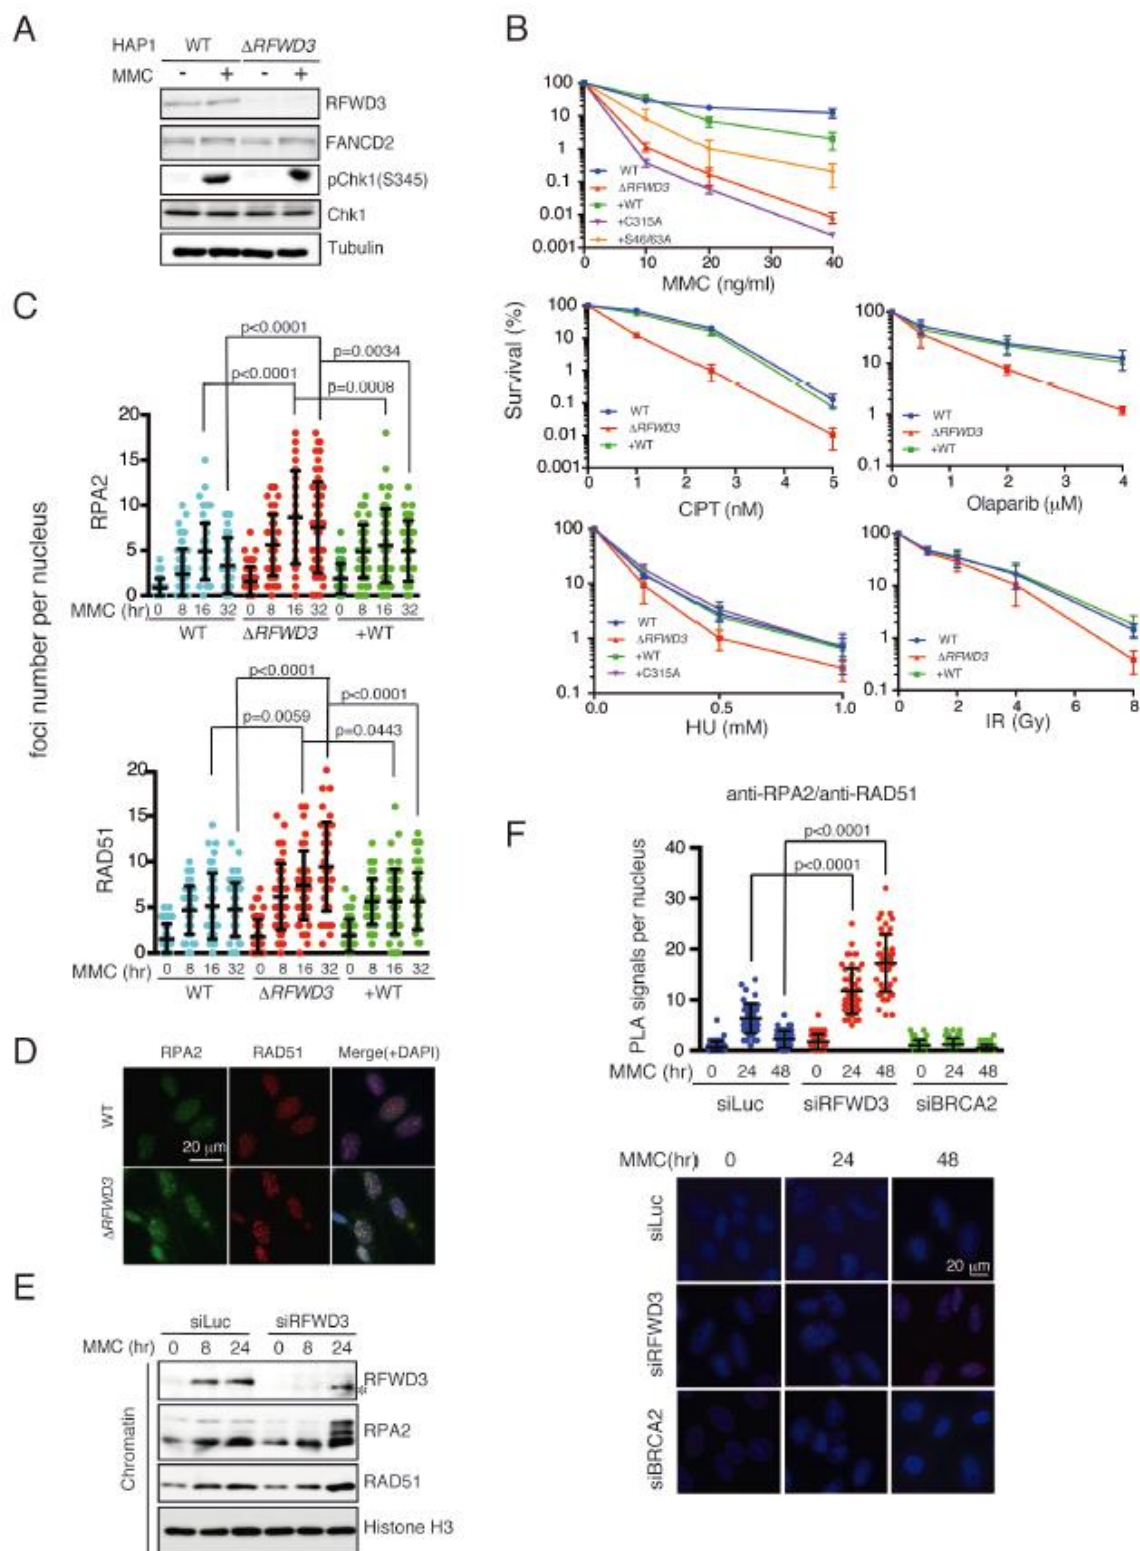 A
HAP1 WT ΔRFWD3
MMC - + - +
RFWD3
FANCD2
pChk1(S345)
Chk1
Tubulin
B
Survival (%)
100
10
1
0.1
0.01
0.001
WT
ΔRFWD3
+WT
+C315A
+S46/63A
0 10 20 30 40
MMC (ng/ml)
100
10
1
0.1
0.01
0.001
WT
ΔRFWD3
+WT
0 1 2 3 4 5
CPT (nM)
100
10
1
0.1
WT
ΔRFWD3
+WT
0 1 2 3 4
Olaparib (μM)
100
10
1
0.1
WT
ΔRFWD3
+WT
+C315A
0.0 0.5 1.0
HU (mM)
100
10
1
0.1
WT
ΔRFWD3
+WT
0 2 4 6 8
IR (Gy)
C
foci number per nucleus
p<0.0001
p=0.0034
p<0.0001
p=0.0008
RPA2
20
15
10
5
0
MMC (hr) 0 8 16 32 0 8 16 32 0 8 16 32
WT ΔRFWD3 +WT
p<0.0001
p<0.0001
p=0.0059
p=0.0443
RAD51
20
15
10
5
0
MMC (hr) 0 8 16 32 0 8 16 32 0 8 16 32
WT ΔRFWD3 +WT
D
RPA2 RAD51 Merge(+DAPI)
WT
20 μm
ΔRFWD3
E
siLuc siRFWD3
MMC (hr) 0 8 24 0 8 24
Chromatin
RFWD3
*
RPA2
RAD51
Histone H3
F
anti-RPA2/anti-RAD51
p<0.0001
p<0.0001
PLA signals per nucleus
40
30
20
10
0
MMC (hr) 0 24 48 0 24 48 0 24 48
siLuc siRFWD3 siBRCA2
MMC(hr) 0 24 48
siLuc
20 μm
siRFWD3
siBRCA2